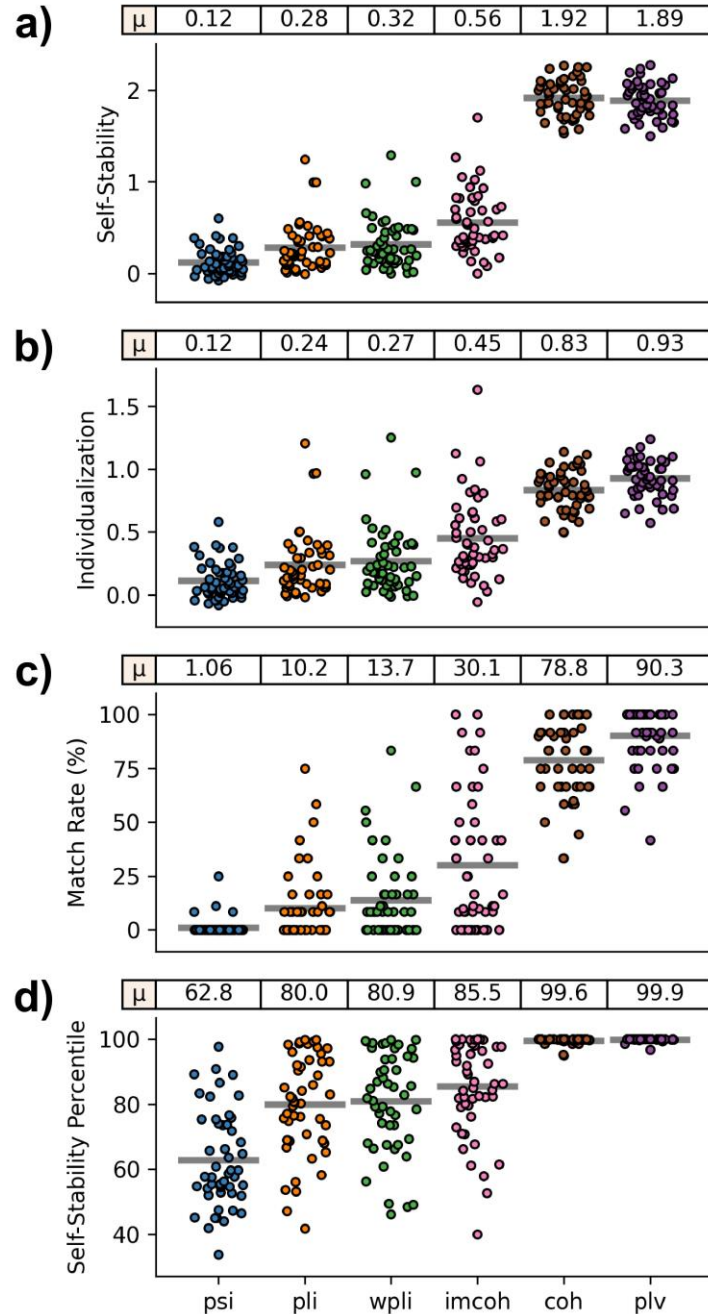 a) μ 0.12 0.28 0.32 0.56 1.92 1.89
Self-Stability
2
1
0
b) μ 0.12 0.24 0.27 0.45 0.83 0.93
Individualization
1.5
1.0
0.5
0.0
c) μ 1.06 10.2 13.7 30.1 78.8 90.3
Match Rate (%)
100
75
50
25
0
d) μ 62.8 80.0 80.9 85.5 99.6 99.9
Self-Stability Percentile
100
80
60
40
psi pli wpli imcoh coh plv